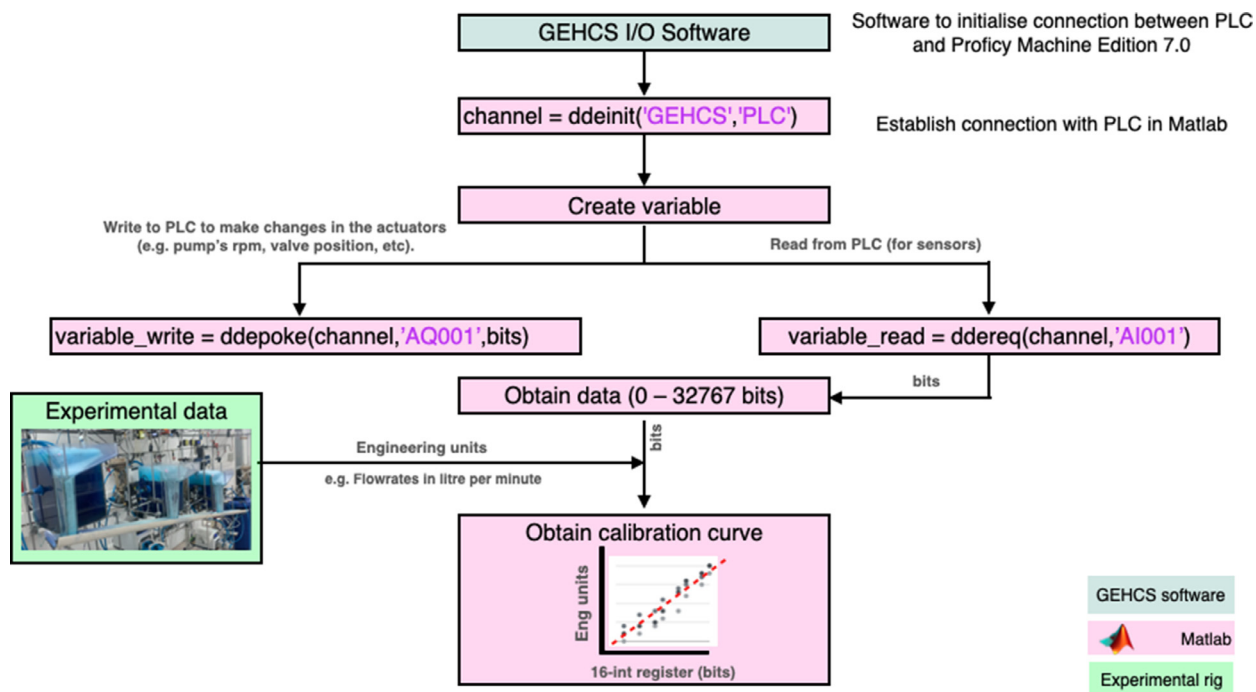 GEHCS I/O Software
Software to initialise connection between PLC
and Proficy Machine Edition 7.0
channel = ddeinit('GEHCS','PLC')
Establish connection with PLC in Matlab
Create variable
Write to PLC to make changes in the actuators
(e.g. pump's rpm, valve position, etc).
Read from PLC (for sensors)
variable_write = ddepoke(channel,’AQ001’,bits)
variable_read = ddereq(channel,’AI001’)
bits
Obtain data (0 – 32767 bits)
Experimental data
bits
Engineering units
e.g. Flowrates in litre per minute
Obtain calibration curve
Eng units
16-int register (bits)
GEHCS software
Matlab
Experimental rig